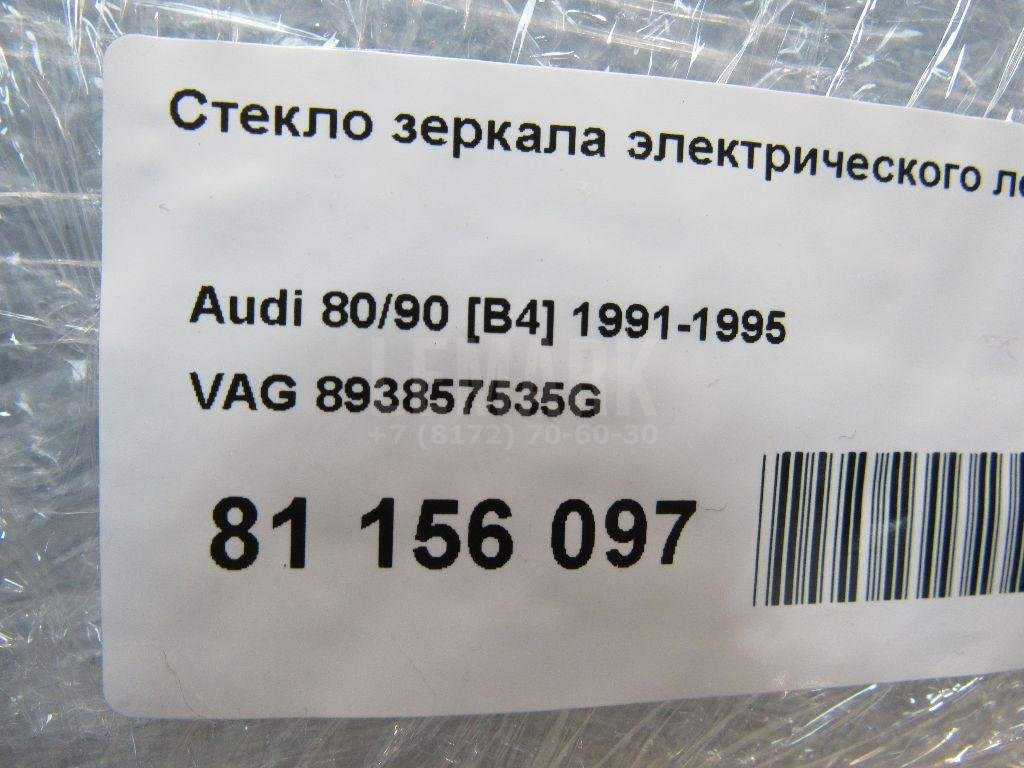 Стекло зеркала электрического ле
Audi 80/90 [B4] 1991-1995
LEMARK
VAG 893857535G
+7 (8172) 70-60-30
81 156 097